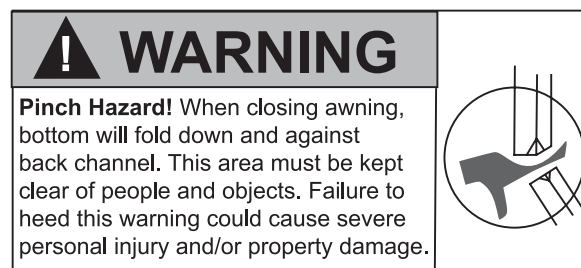 WARNING
Pinch Hazard! When closing awning,
bottom will fold down and against
back channel. This area must be kept
clear of people and objects. Failure to
heed this warning could cause severe
personal injury and/or property damage.